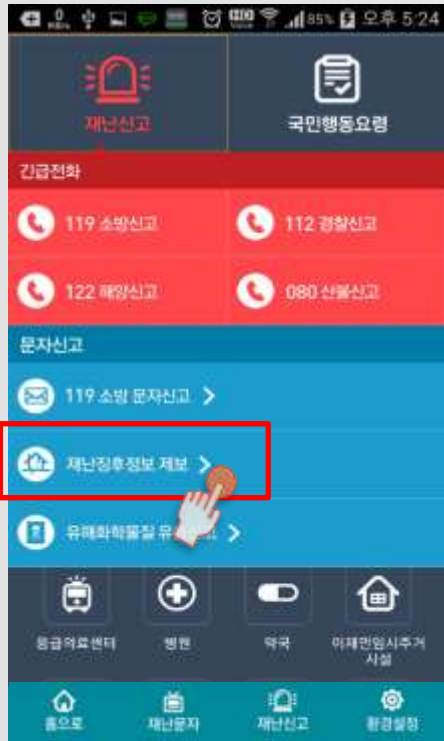 85% 오후 5:24
재난신고
국민행동요령
긴급전화
119 소방신고
112 경찰신고
122 해양신고
080 산불신고
문자신고
119 소방 문자신고
재난징후정보 제보
유해화학물질 유
응급의료센터
병원
약국
이재민임시주거
시설
홈으로
재난문자
재난신고
환경설정